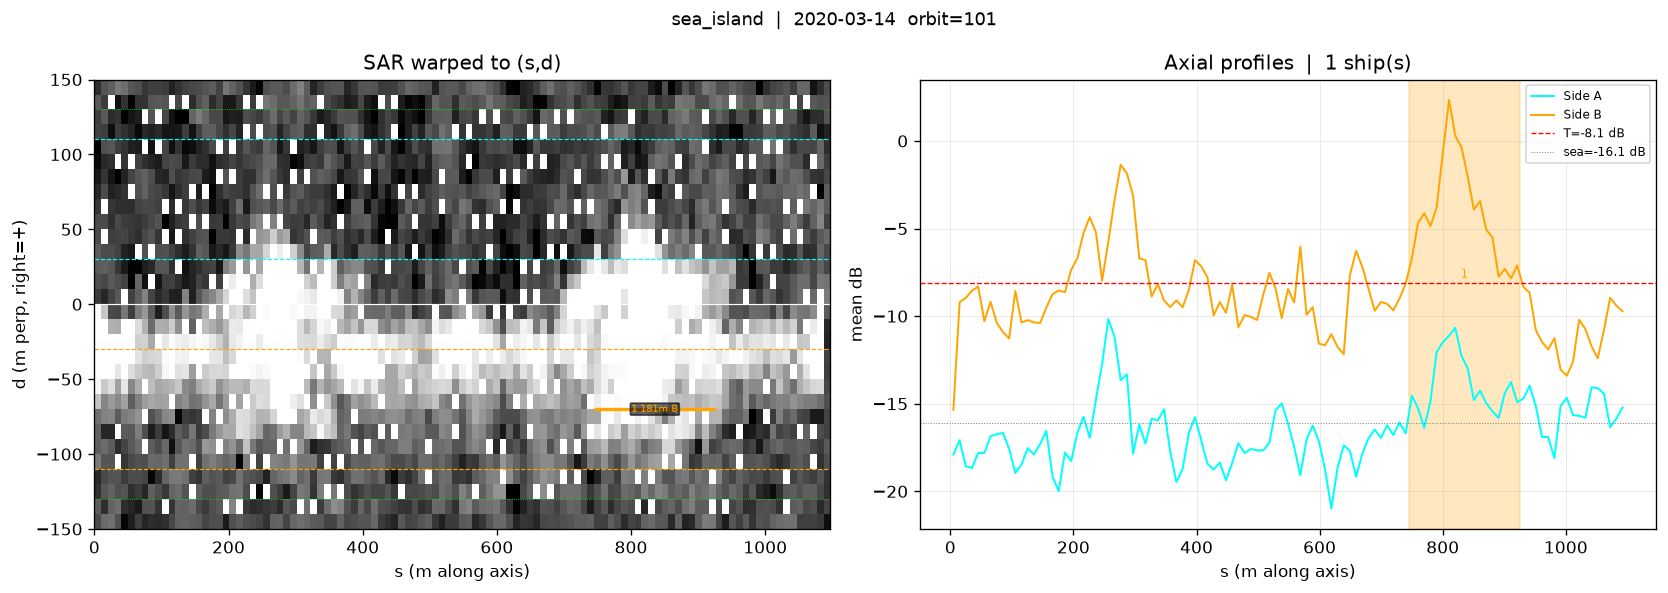 sea_island  |  2020-03-14  orbit=101
SAR warped to (s,d)
150
100
50
0
−50
−100
−150
d (m perp, right=+)
1 181m B
0
200
400
600
800
1000
s (m along axis)
Axial profiles  |  1 ship(s)
0
−5
−10
−15
−20
mean dB
Side A
Side B
T=-8.1 dB
sea=-16.1 dB
1
0
200
400
600
800
1000
s (m along axis)